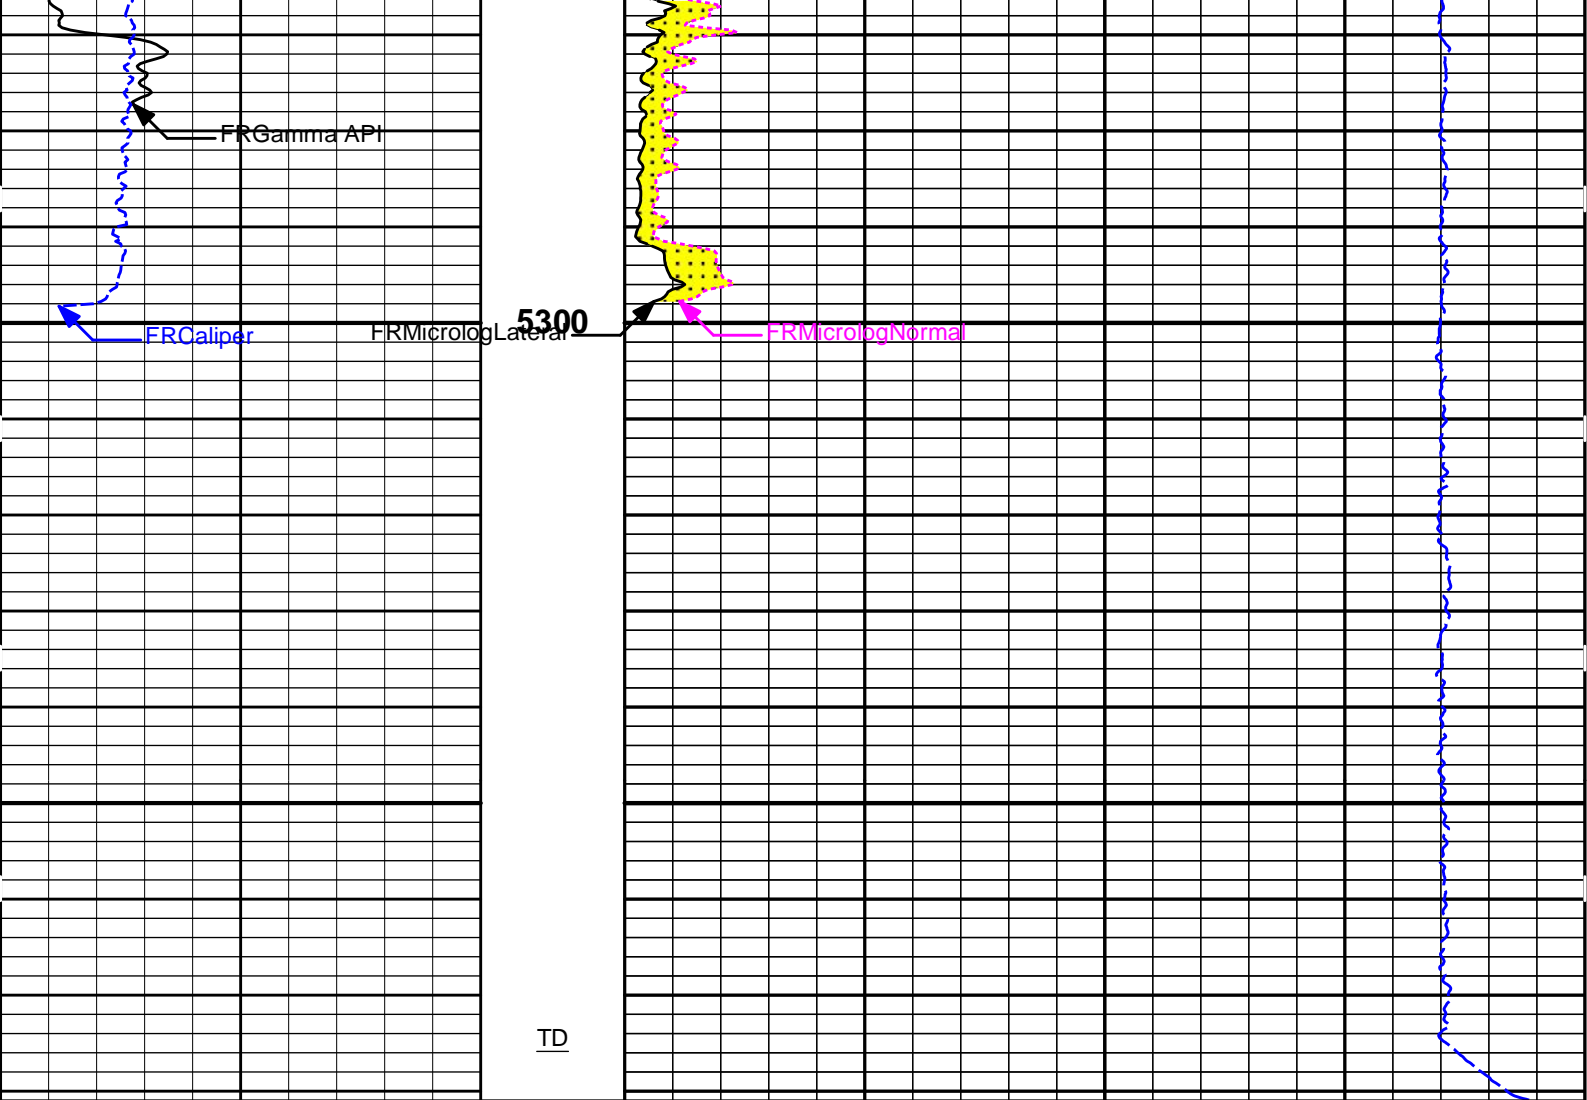 FRGamma API
5300
FRCaliper
FRMicrologLateral
FRMicrologNormal
TD